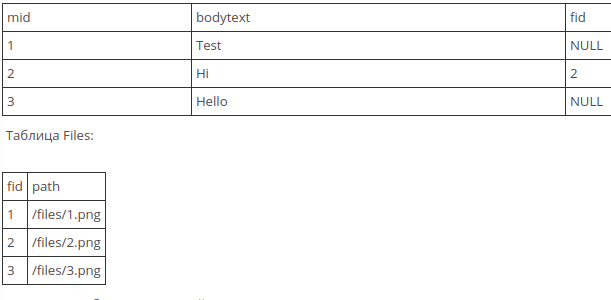 mid bodytext fid
1 Test NULL
2 Hi 2
3 Hello NULL
Таблица Files:
fid path
1 /files/1.png
2 /files/2.png
3 /files/3.png